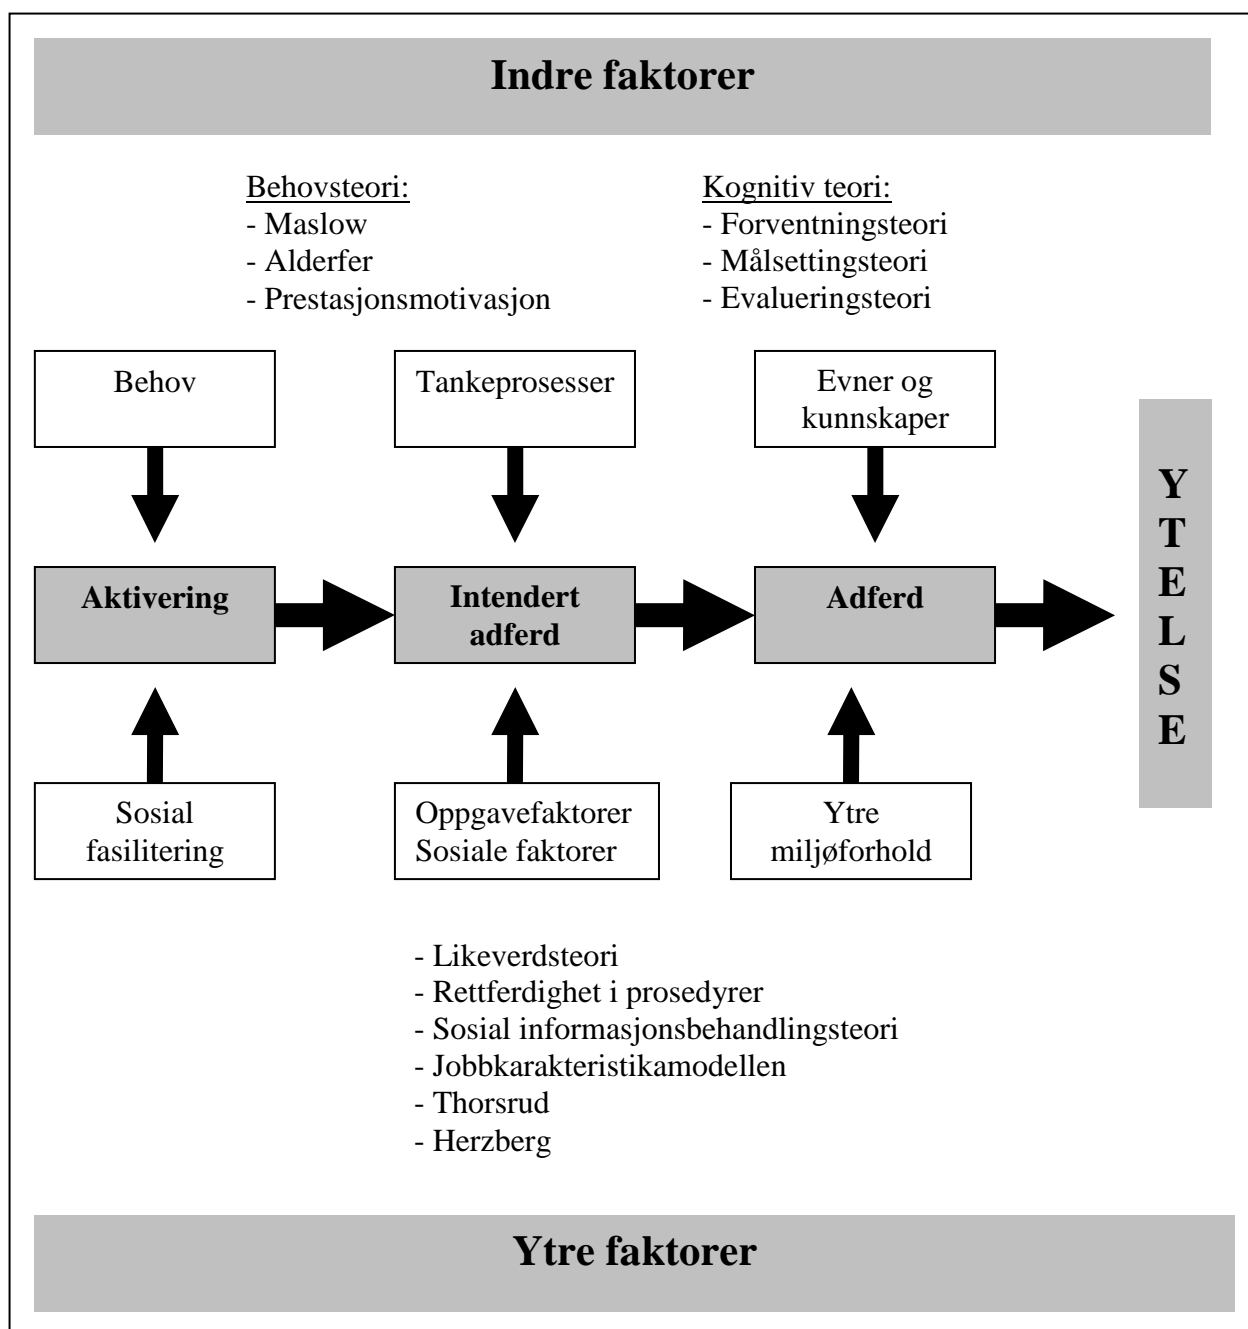 Indre faktorer
Behovsteori:
- Maslow
- Alderfer
- Prestasjonsmotivasjon
Kognitiv teori:
- Forventningsteori
- Målsettingsteori
- Evalueringsteori
Behov
Tankeprosesser
Evner og
kunnskaper
Aktivering
Intendert
adferd
Adferd
Y
T
E
L
S
E
Sosial
fasilitering
Oppgavefaktorer
Sosiale faktorer
Ytre
miljøforhold
- Likeverdsteori
- Rettferdighet i prosedyrer
- Sosial informasjonsbehandlingsteori
- Jobbkarakteristikamodellen
- Thorsrud
- Herzberg
Ytre faktorer